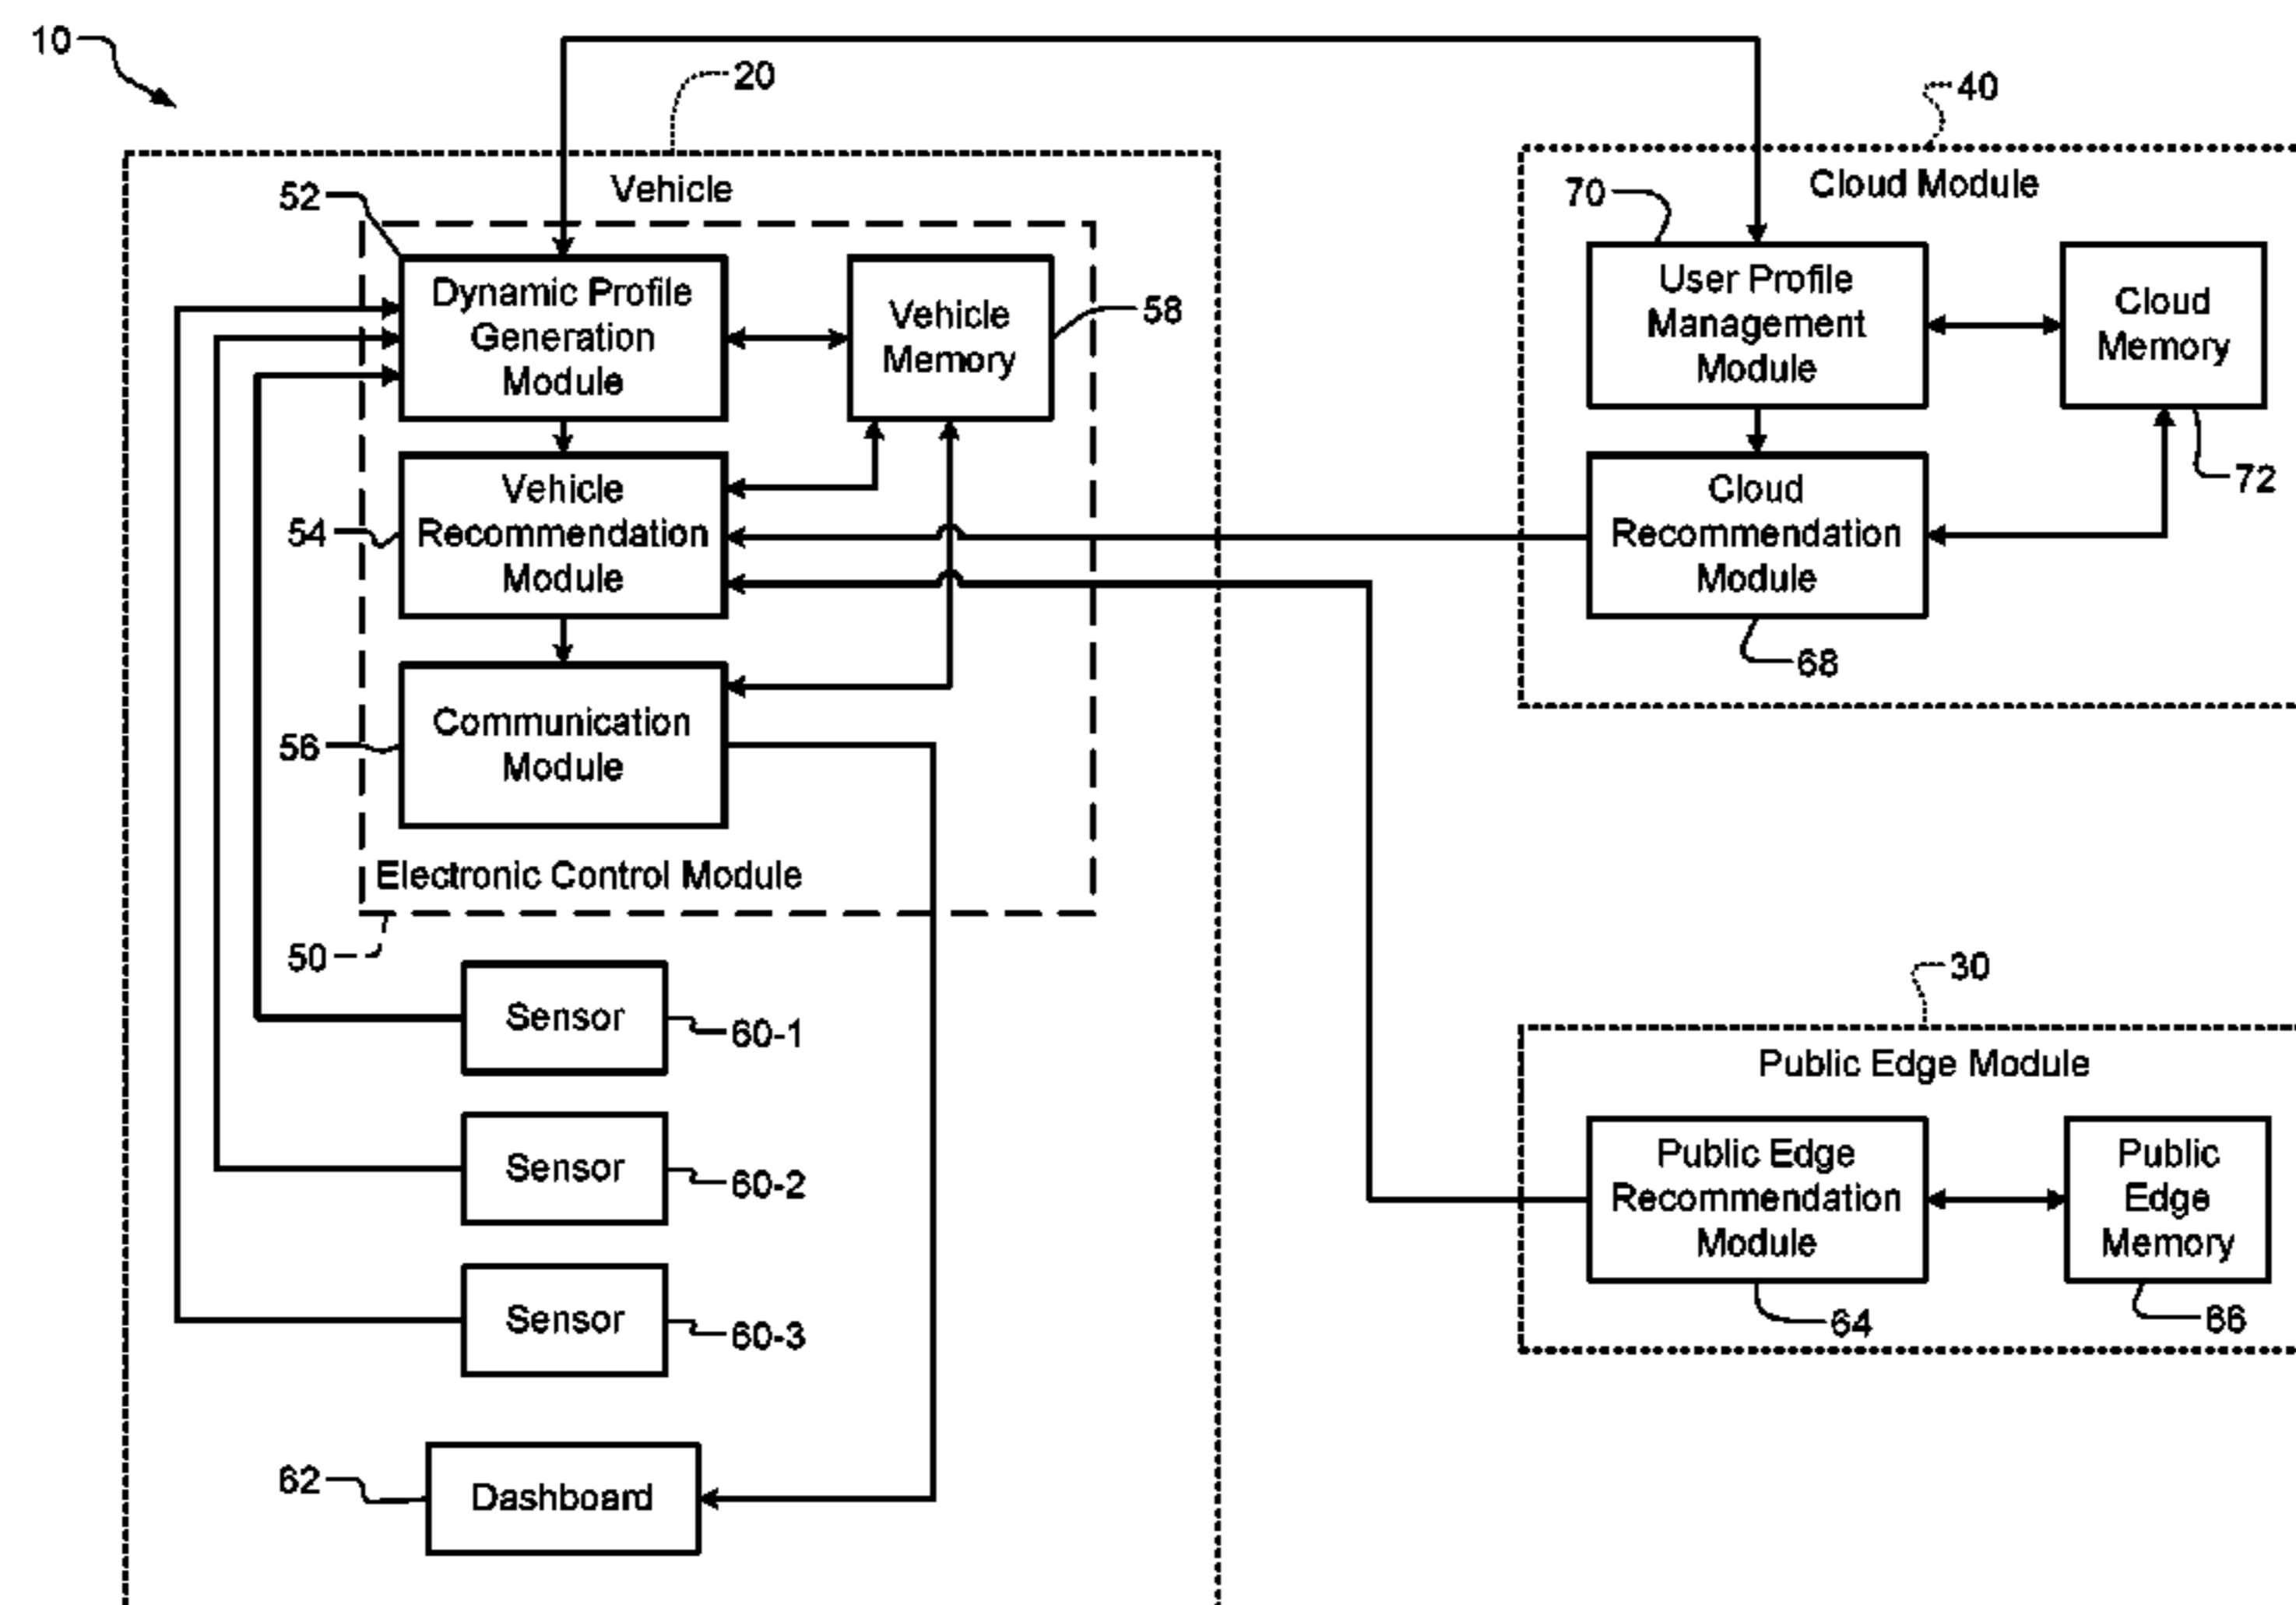 10
20
40
Vehicle
Cloud Module
52
70
Dynamic Profile
Generation
Module
Vehicle
Memory
58
User Profile
Management
Module
Cloud
Memory
72
54
Vehicle
Recommendation
Module
Cloud
Recommendation
Module
68
56
Communication
Module
Electronic Control Module
50
30
Public Edge Module
Sensor
60-1
Sensor
60-2
Sensor
60-3
Public Edge
Recommendation
Module
64
Public
Edge
Memory
66
62
Dashboard